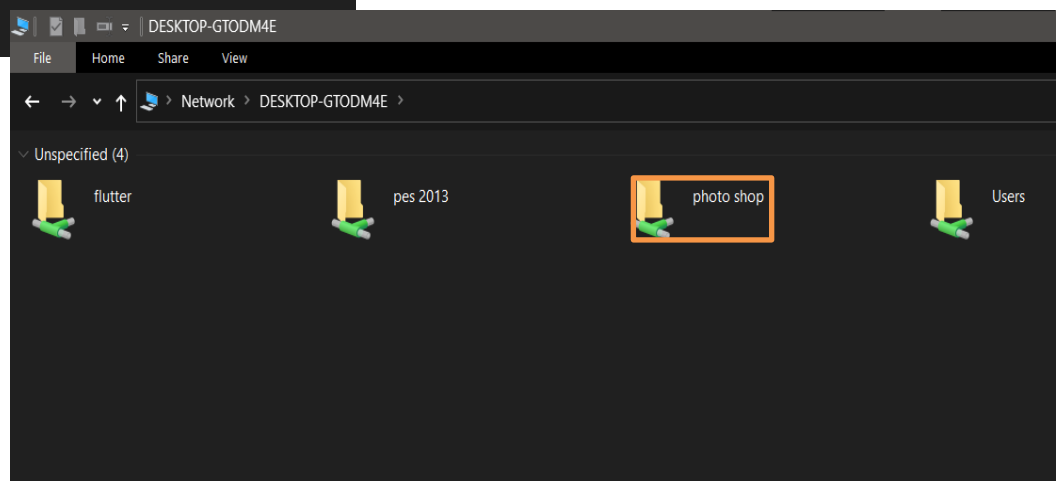 DESKTOP-GTODM4E
File Home Share View
Network > DESKTOP-GTODM4E >
Unspecified (4)
flutter pes 2013 photo shop Users